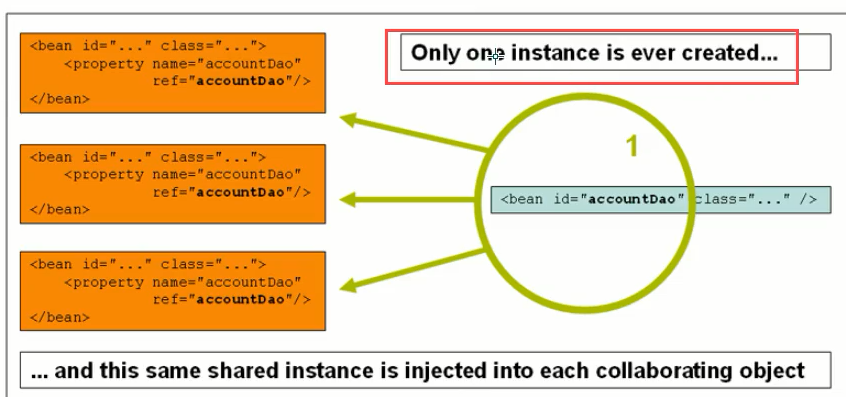 <bean id="..." class="...">
<property name="accountDao"
ref="accountDao"/>
</bean>
Only one instance is ever created...
<bean id="..." class="...">
<property name="accountDao"
ref="accountDao"/>
</bean>
1
<bean id="accountDao" class="..." />
<bean id="..." class="...">
<property name="accountDao"
ref="accountDao"/>
</bean>
... and this same shared instance is injected into each collaborating object